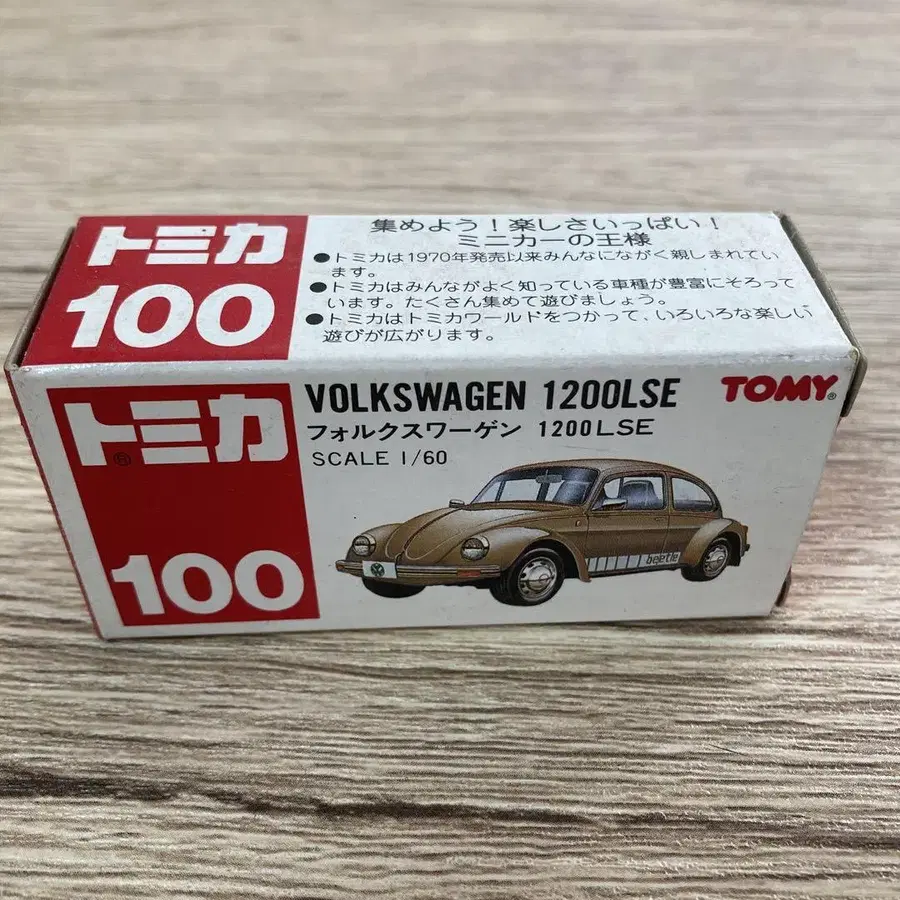 トミカ
100
集めよう！楽しさいっぱい！
ミニカーの王様
●トミカは1970年発売以来みんなにながく親しまれてい
ます。
●トミカはみんながよく知っている車種が豊富にそろって
います。たくさん集めて遊びましょう。
●トミカはトミカワールドをつかって、いろいろな楽しい
遊びが広がります。
トミカ®
100
VOLKSWAGEN 1200LSE
フォルクスワーゲン 1200LSE
SCALE 1/60
TOMY®
beetle